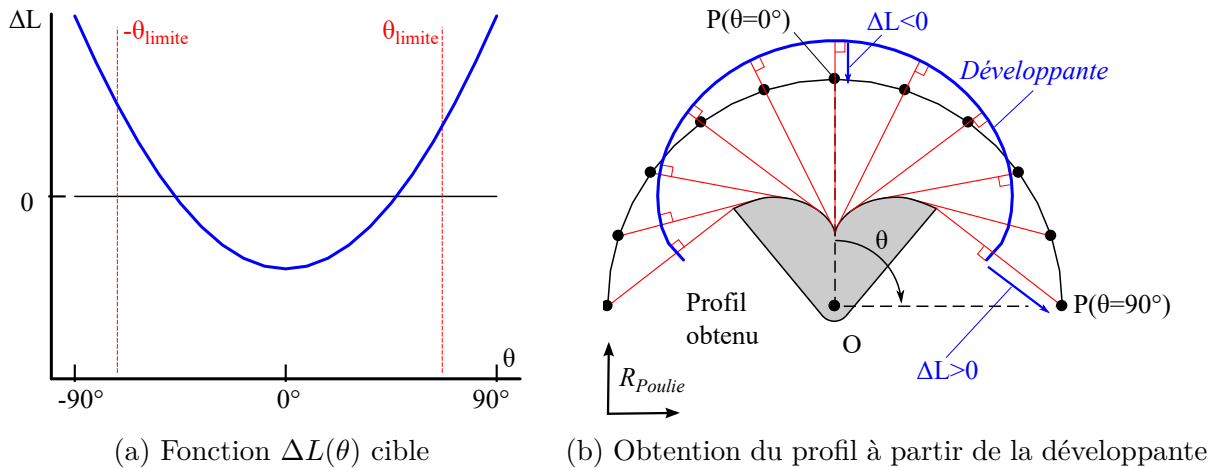 ΔL
-θlimite
θlimite
0
θ
-90°
0°
90°
(a) Fonction ΔL(θ) cible
P(θ=0°)
ΔL<0
Développante
θ
Profil
obtenu
P(θ=90°)
O
ΔL>0
R_Poulie
(b) Obtention du profil à partir de la développante